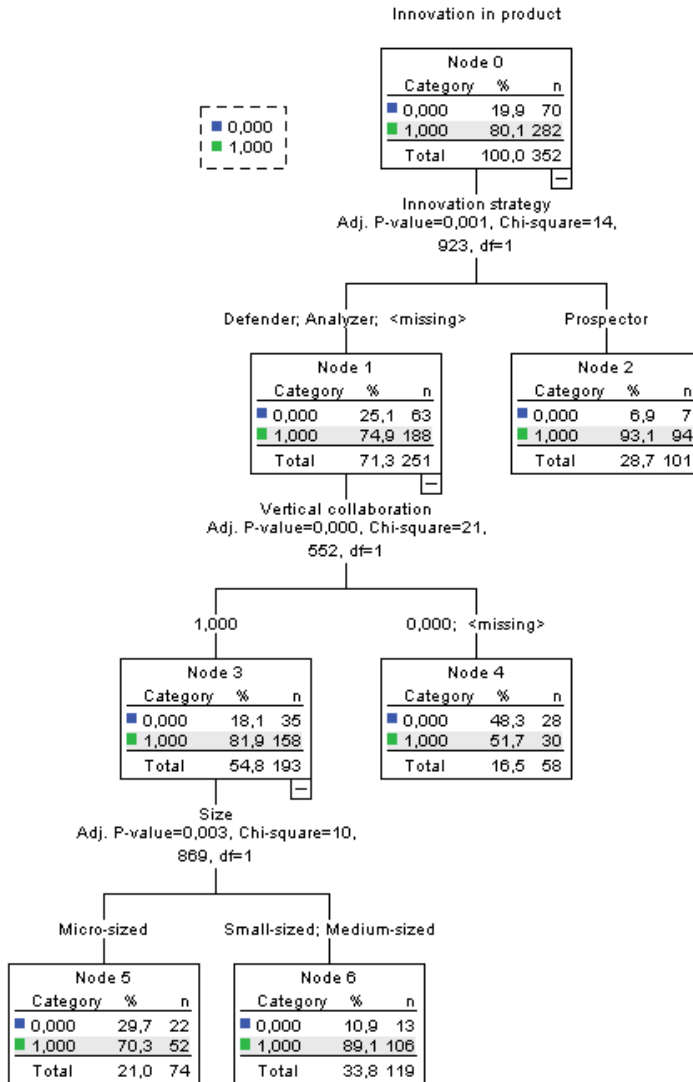 Innovation in product
Node 0
Category % n
0,000 19,9 70
1,000 80,1 282
Total 100,0 352
0,000
1,000
Innovation strategy
Adj. P-value=0,001, Chi-square=14,
923, df=1
Defender; Analyzer; <missing>
Prospector
Node 1
Category % n
0,000 25,1 63
1,000 74,9 188
Total 71,3 251
Node 2
Category % n
0,000 6,9 7
1,000 93,1 94
Total 28,7 101
Vertical collaboration
Adj. P-value=0,000, Chi-square=21,
552, df=1
1,000
0,000; <missing>
Node 3
Category % n
0,000 18,1 35
1,000 81,9 158
Total 54,8 193
Node 4
Category % n
0,000 48,3 28
1,000 51,7 30
Total 16,5 58
Size
Adj. P-value=0,003, Chi-square=10,
869, df=1
Micro-sized
Small-sized; Medium-sized
Node 5
Category % n
0,000 29,7 22
1,000 70,3 52
Total 21,0 74
Node 6
Category % n
0,000 10,9 13
1,000 89,1 106
Total 33,8 119